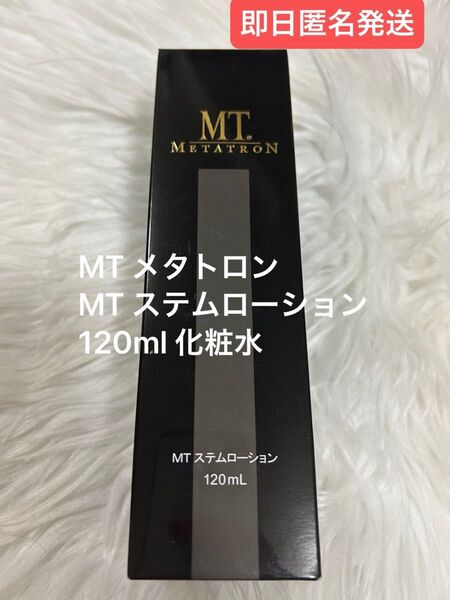 即日匿名発送
MT.
METATRON
MT メタトロン
MT ステムローション
120ml 化粧水
MT ステムローション
120mL